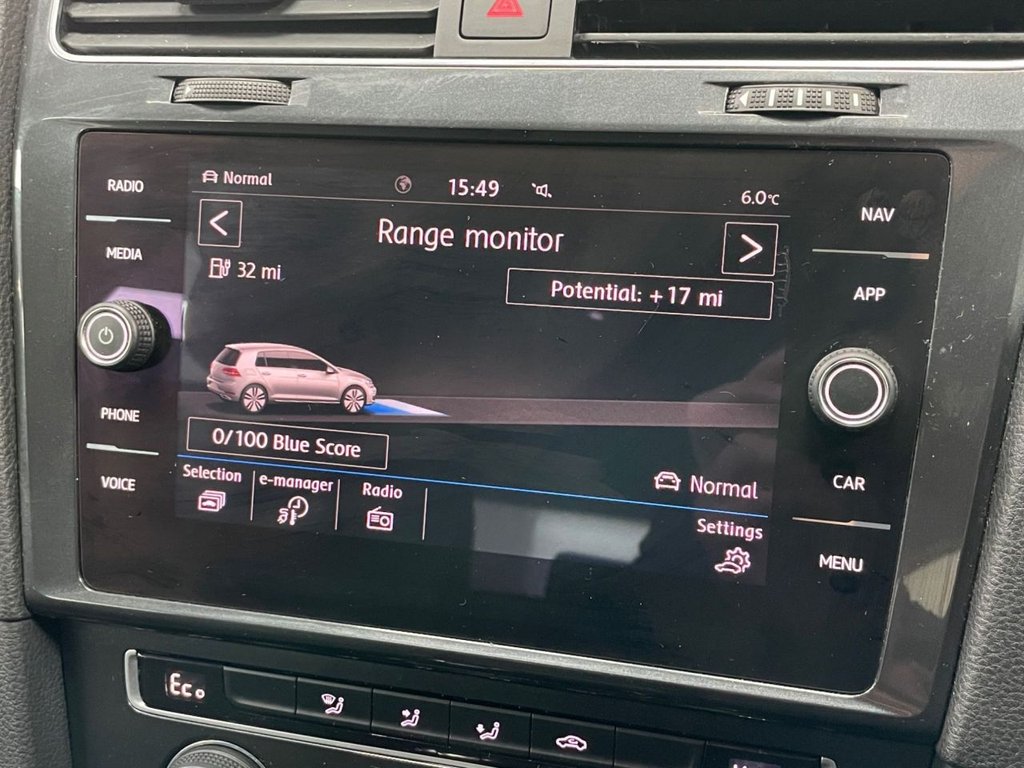 RADIO
MEDIA
PHONE
VOICE
Normal
15:49
6.0°C
Range monitor
32 mi
Potential: +17 mi
0/100 Blue Score
Normal
Selection
e-manager
Radio
Settings
NAV
APP
CAR
MENU
Eco